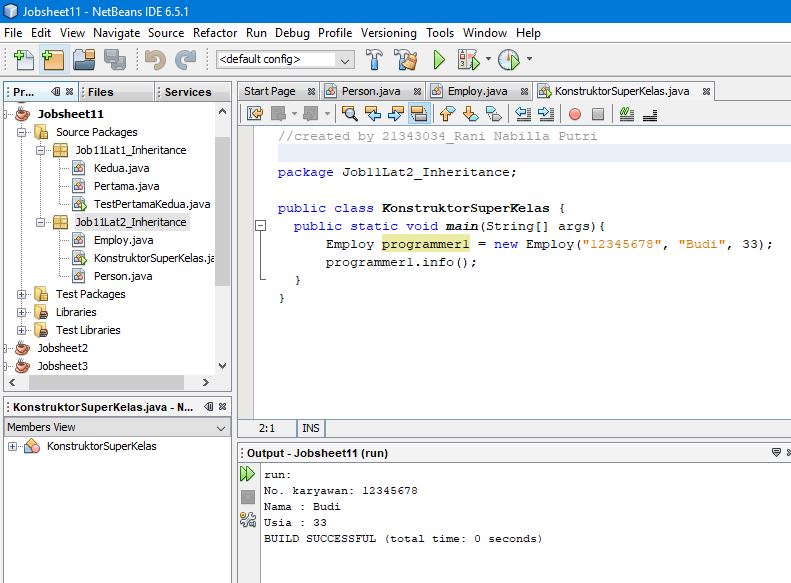 Jobsheet11 - NetBeans IDE 6.5.1
File Edit View Navigate Source Refactor Run Debug Profile Versioning Tools Window Help
<default config>
Pr... Files Services
Jobsheet11
Source Packages
Job11Lat1_Inheritance
Kedua.java
Pertama.java
TestPertamaKedua.java
Job11Lat2_Inheritance
Employ.java
KonstruktorSuperKelas.ja
Person.java
Test Packages
Libraries
Test Libraries
Jobsheet2
Jobsheet3
KonstruktorSuperKelas.java - N...
Members View
KonstruktorSuperKelas
Start Page Person.java Employ.java KonstruktorSuperKelas.java
//created by 21343034_Rani Nabilla Putri
package Job11Lat2_Inheritance;
public class KonstruktorSuperKelas {
public static void main(String[] args){
Employ programmer1 = new Employ("12345678", "Budi", 33);
programmer1.info();
}
}
2:1 INS
Output - Jobsheet11 (run)
run:
No. karyawan: 12345678
Nama : Budi
Usia : 33
BUILD SUCCESSFUL (total time: 0 seconds)